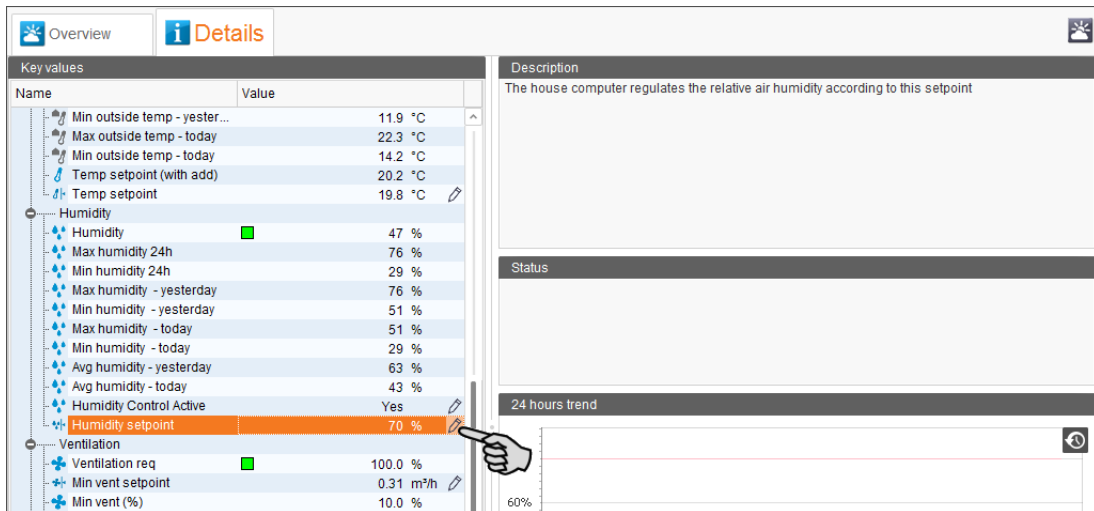 Overview
Details
Key values
Name Value
Min outside temp - yester... 11.9 °C
Max outside temp - today 22.3 °C
Min outside temp - today 14.2 °C
Temp setpoint (with add) 20.2 °C
Temp setpoint 19.8 °C
Humidity
Humidity 47 %
Max humidity 24h 76 %
Min humidity 24h 29 %
Max humidity - yesterday 76 %
Min humidity - yesterday 51 %
Max humidity - today 51 %
Min humidity - today 29 %
Avg humidity - yesterday 63 %
Avg humidity - today 43 %
Humidity Control Active Yes
Humidity setpoint 70 %
Ventilation
Ventilation req 100.0 %
Min vent setpoint 0.31 m³/h
Min vent (%) 10.0 %
Description
The house computer regulates the relative air humidity according to this setpoint
Status
24 hours trend
60%